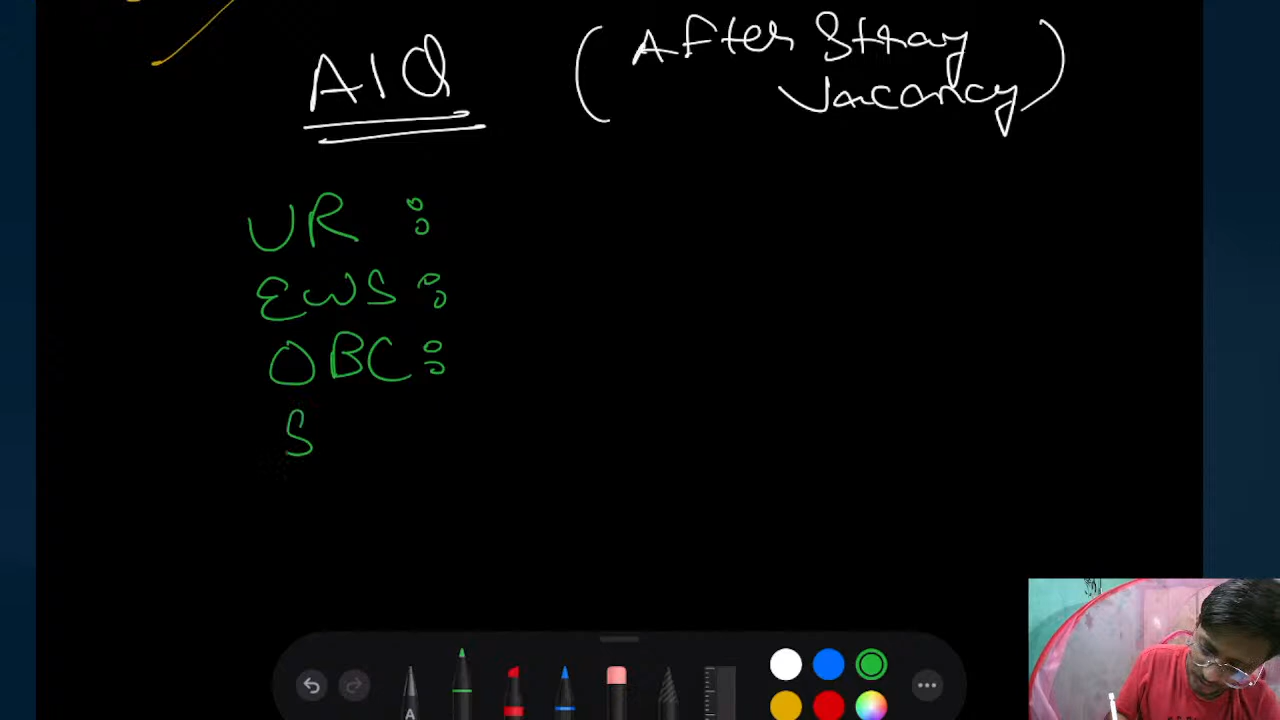 AIQ (After Stray
Vacancy)
UR :
EWS :
OBC :
S
A